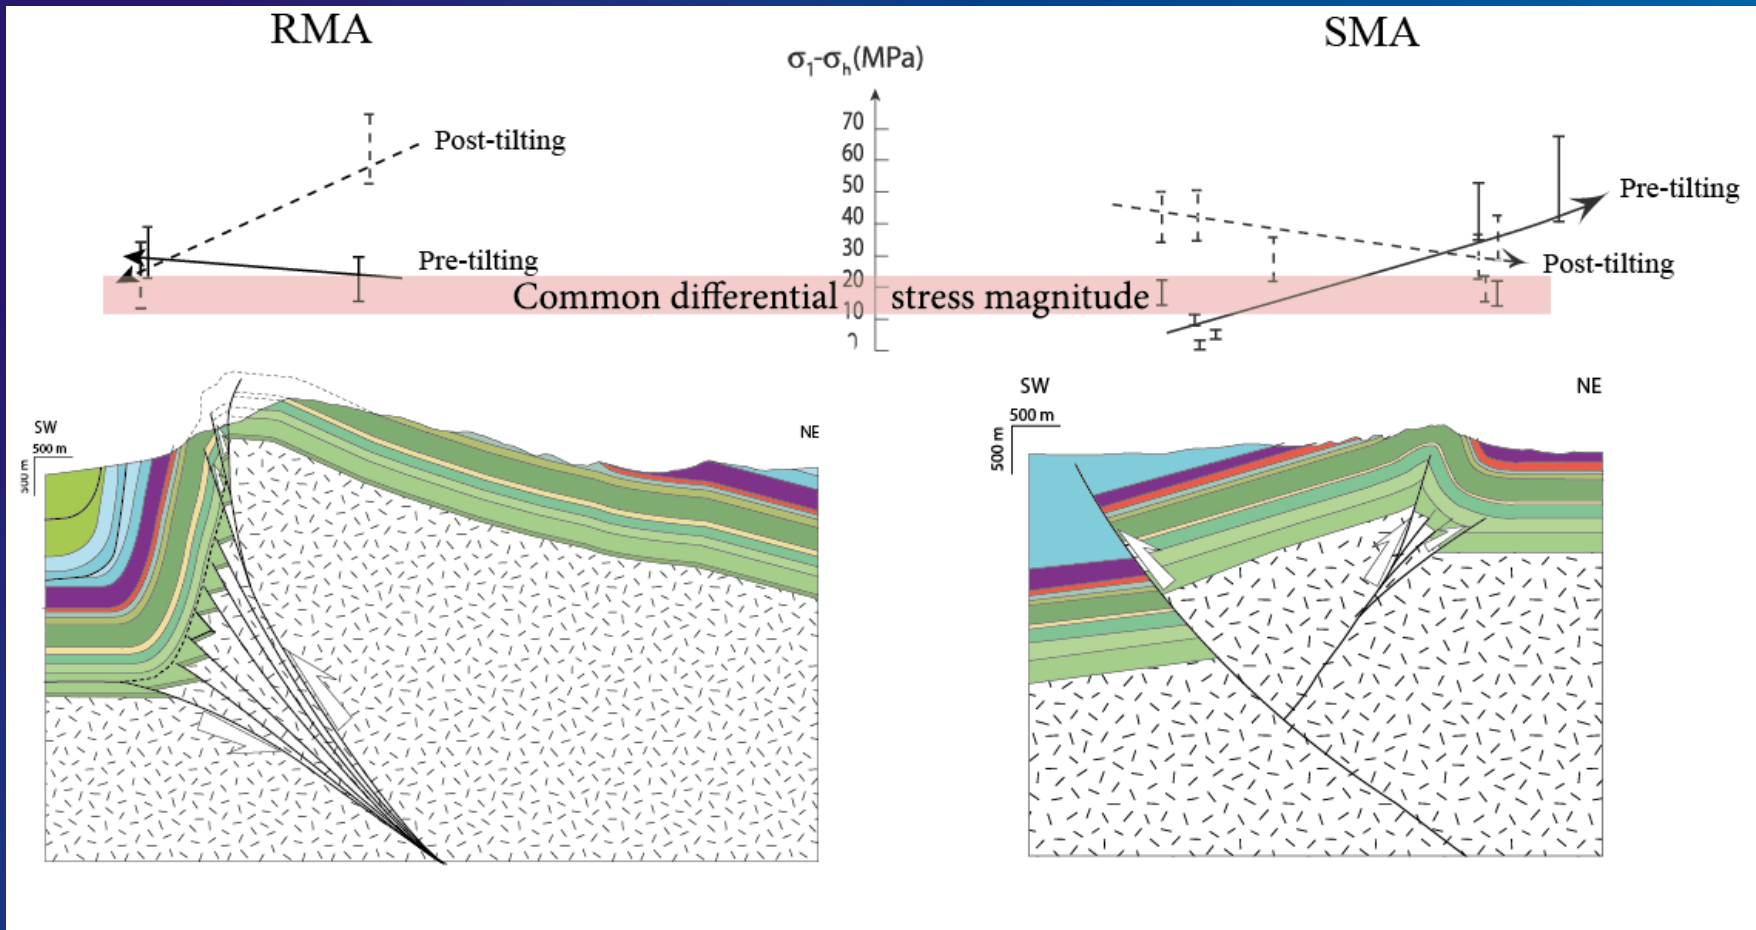 RMA
SMA
σ1-σh(MPa)
70
60
50
40
30
20
10
Post-tilting
Pre-tilting
Pre-tilting
Post-tilting
Common differential stress magnitude
SW
500 m
500 m
NE
SW
500 m
500 m
NE